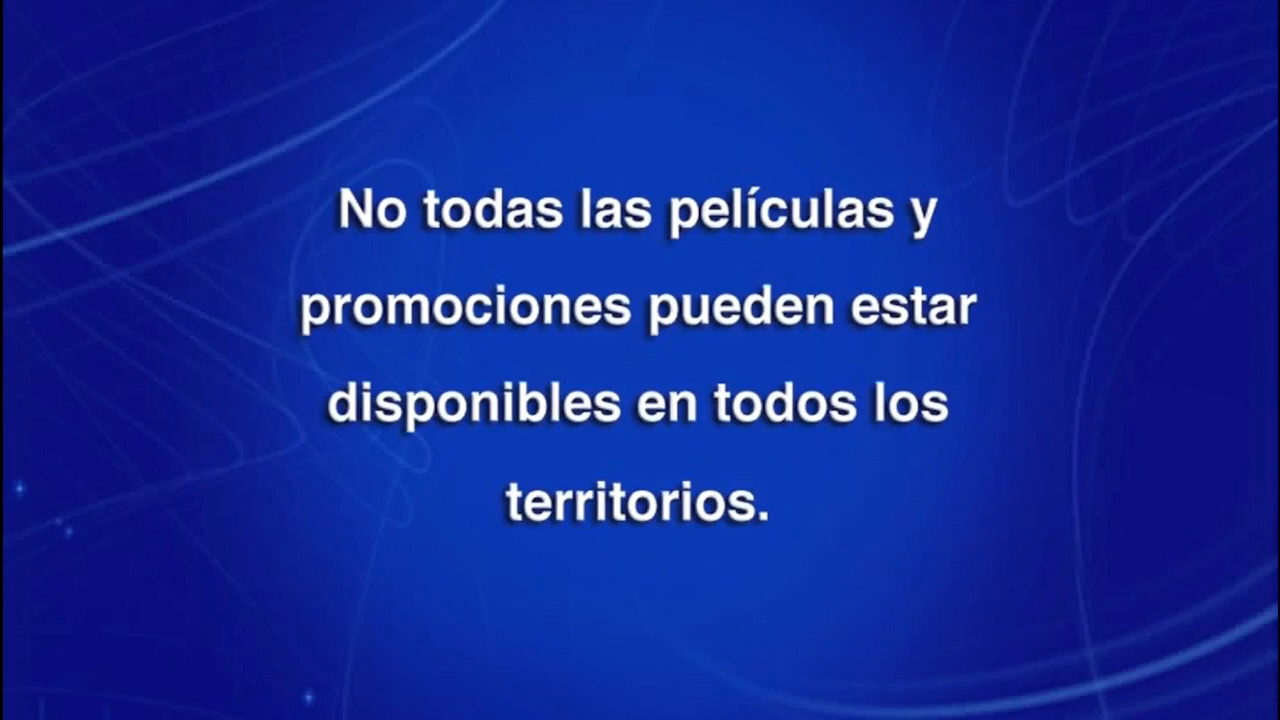 No todas las películas y
promociones pueden estar
disponibles en todos los
territorios.